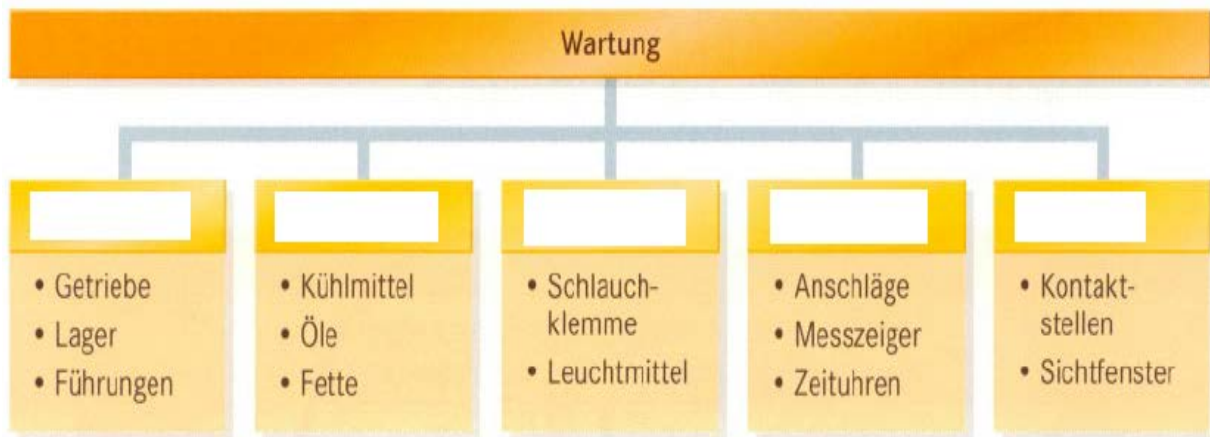 Wartung
• Getriebe
• Lager
• Führungen
• Kühlmittel
• Öle
• Fette
• Schlauch-
klemme
• Leuchtmittel
• Anschläge
• Messzeiger
• Zeituhren
• Kontakt-
stellen
• Sichtfenster